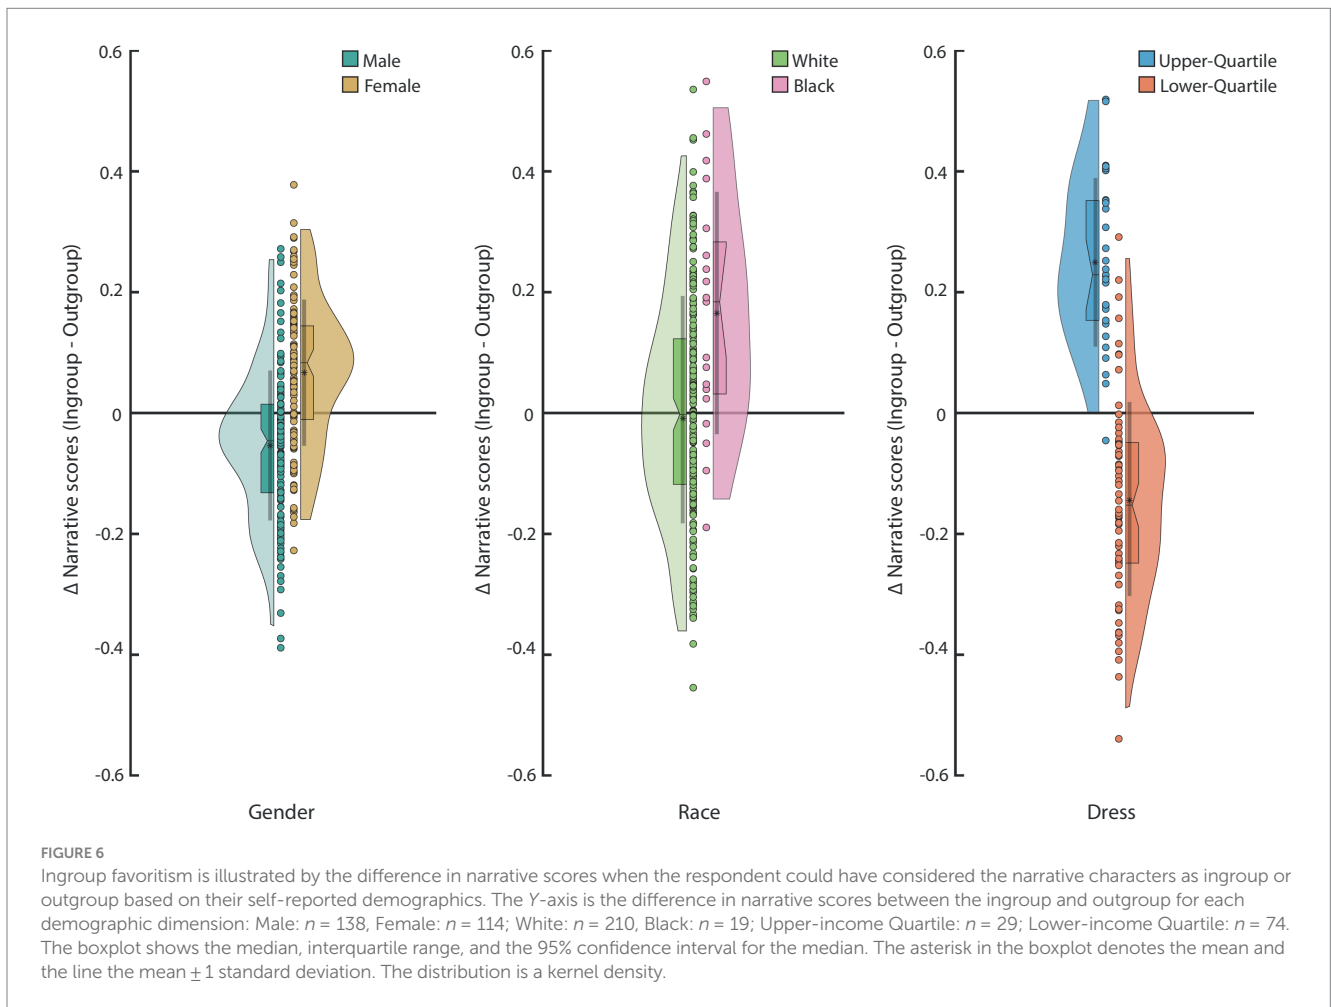 0.6
0.4
0.2
0
-0.2
-0.4
-0.6
Δ Narrative scores (Ingroup - Outgroup)
Male
Female
Gender
0.6
0.4
0.2
0
-0.2
-0.4
-0.6
Δ Narrative scores (Ingroup - Outgroup)
White
Black
Race
0.6
0.4
0.2
0
-0.2
-0.4
-0.6
Δ Narrative scores (Ingroup - Outgroup)
Upper-Quartile
Lower-Quartile
Dress
FIGURE 6
Ingroup favoritism is illustrated by the difference in narrative scores when the respondent could have considered the narrative characters as ingroup or
outgroup based on their self-reported demographics. The Y-axis is the difference in narrative scores between the ingroup and outgroup for each
demographic dimension: Male: n = 138, Female: n = 114; White: n = 210, Black: n = 19; Upper-income Quartile: n = 29; Lower-income Quartile: n = 74.
The boxplot shows the median, interquartile range, and the 95% confidence interval for the median. The asterisk in the boxplot denotes the mean and
the line the mean ± 1 standard deviation. The distribution is a kernel density.